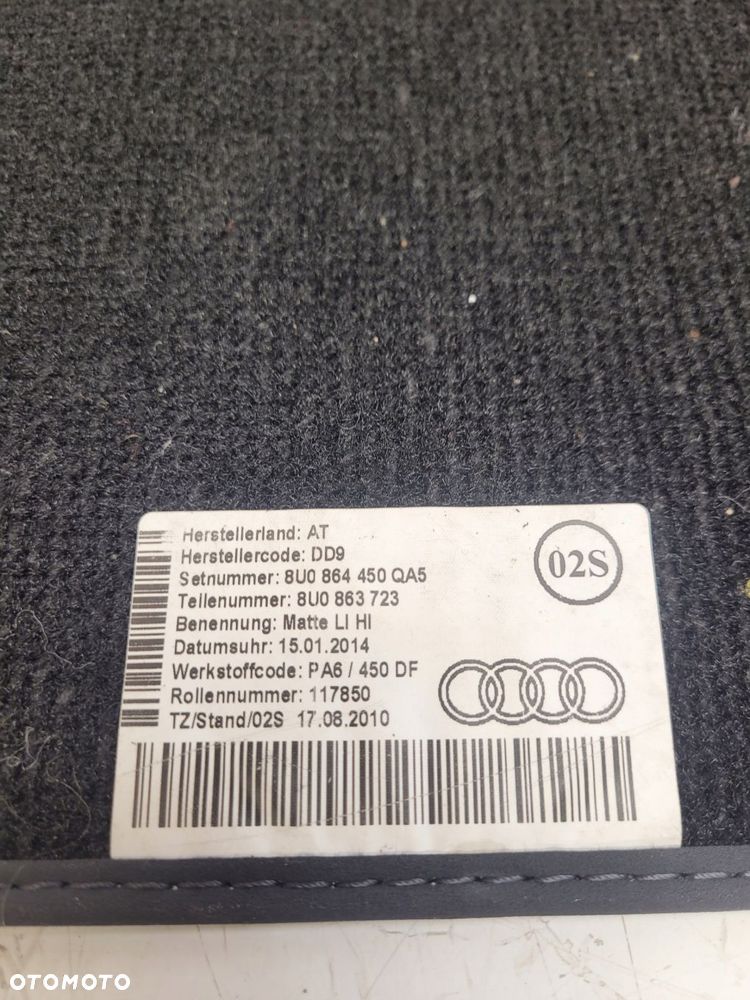 Herstellerland: AT
Herstellercode: DD9
Setnummer: 8U0 864 450 QA5
Teilenummer: 8U0 863 723
Benennung: Matte LI HI
Datumsuhr: 15.01.2014
Werkstoffcode: PA6 / 450 DF
Rollennummer: 117850
TZ/Stand/02S 17.08.2010
02S
OTOMOTO